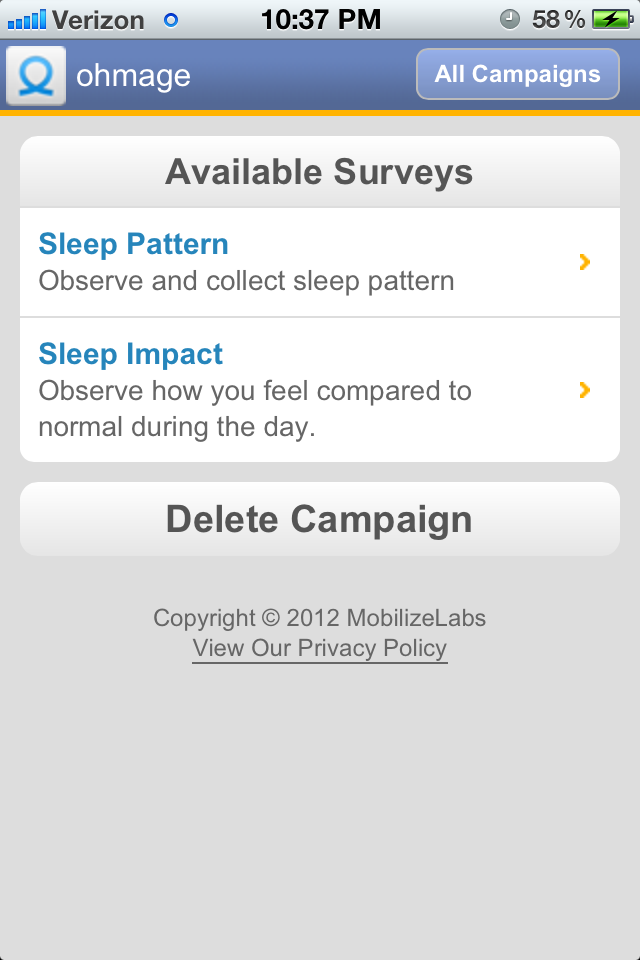 Verizon 10:37 PM 58%
ohmage All Campaigns
Available Surveys
Sleep Pattern
Observe and collect sleep pattern
Sleep Impact
Observe how you feel compared to
normal during the day.
Delete Campaign
Copyright © 2012 MobilizeLabs
View Our Privacy Policy